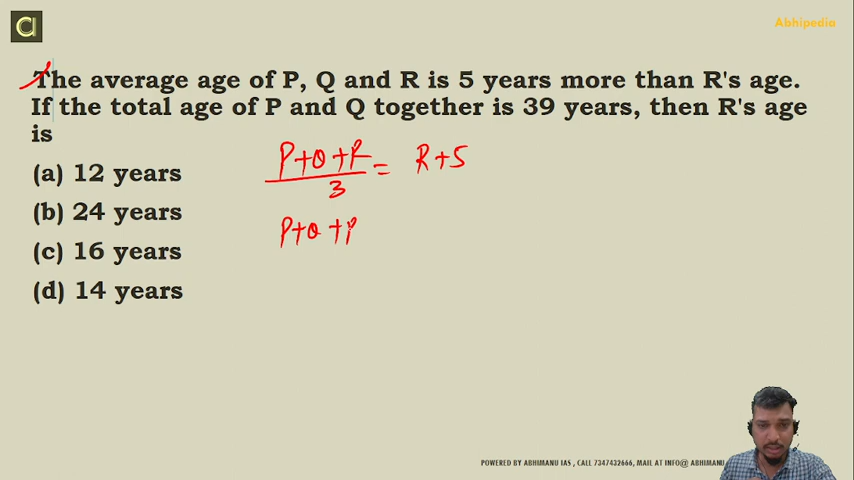 Abhipedia
The average age of P, Q and R is 5 years more than R's age.
If the total age of P and Q together is 39 years, then R's age
is
(a) 12 years
(b) 24 years
(c) 16 years
(d) 14 years
P+Q+R = R+5
3
P+Q+R
POWERED BY ABHIMANU IAS , CALL 7347432666, MAIL AT INFO@ ABHIMANU